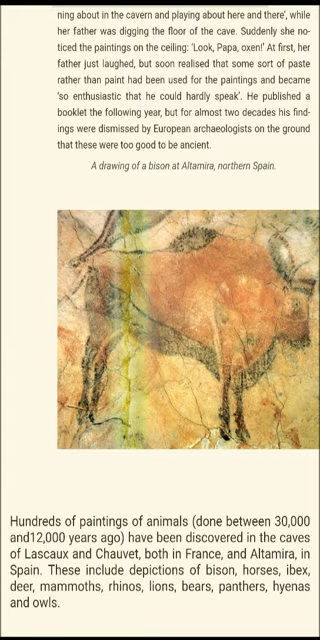 ning about in the cavern and playing about here and there', while
her father was digging the floor of the cave. Suddenly she no-
ticed the paintings on the ceiling: 'Look, Papa, oxen!' At first, her
father just laughed, but soon realised that some sort of paste
rather than paint had been used for the paintings and became
'so enthusiastic that he could hardly speak'. He published a
booklet the following year, but for almost two decades his find-
ings were dismissed by European archaeologists on the ground
that these were too good to be ancient.
A drawing of a bison at Altamira, northern Spain.
Hundreds of paintings of animals (done between 30,000
and12,000 years ago) have been discovered in the caves
of Lascaux and Chauvet, both in France, and Altamira, in
Spain. These include depictions of bison, horses, ibex,
deer, mammoths, rhinos, lions, bears, panthers, hyenas
and owls.